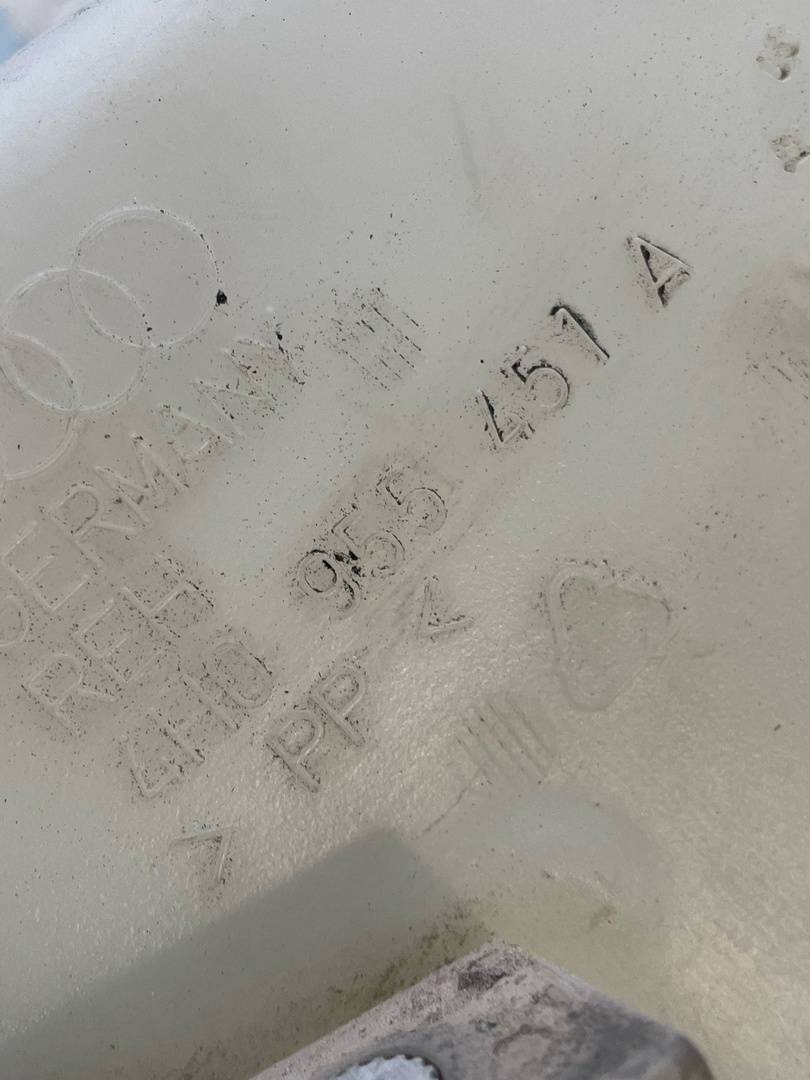 GERMANY
REH
4H0 955 451 A
> PP <